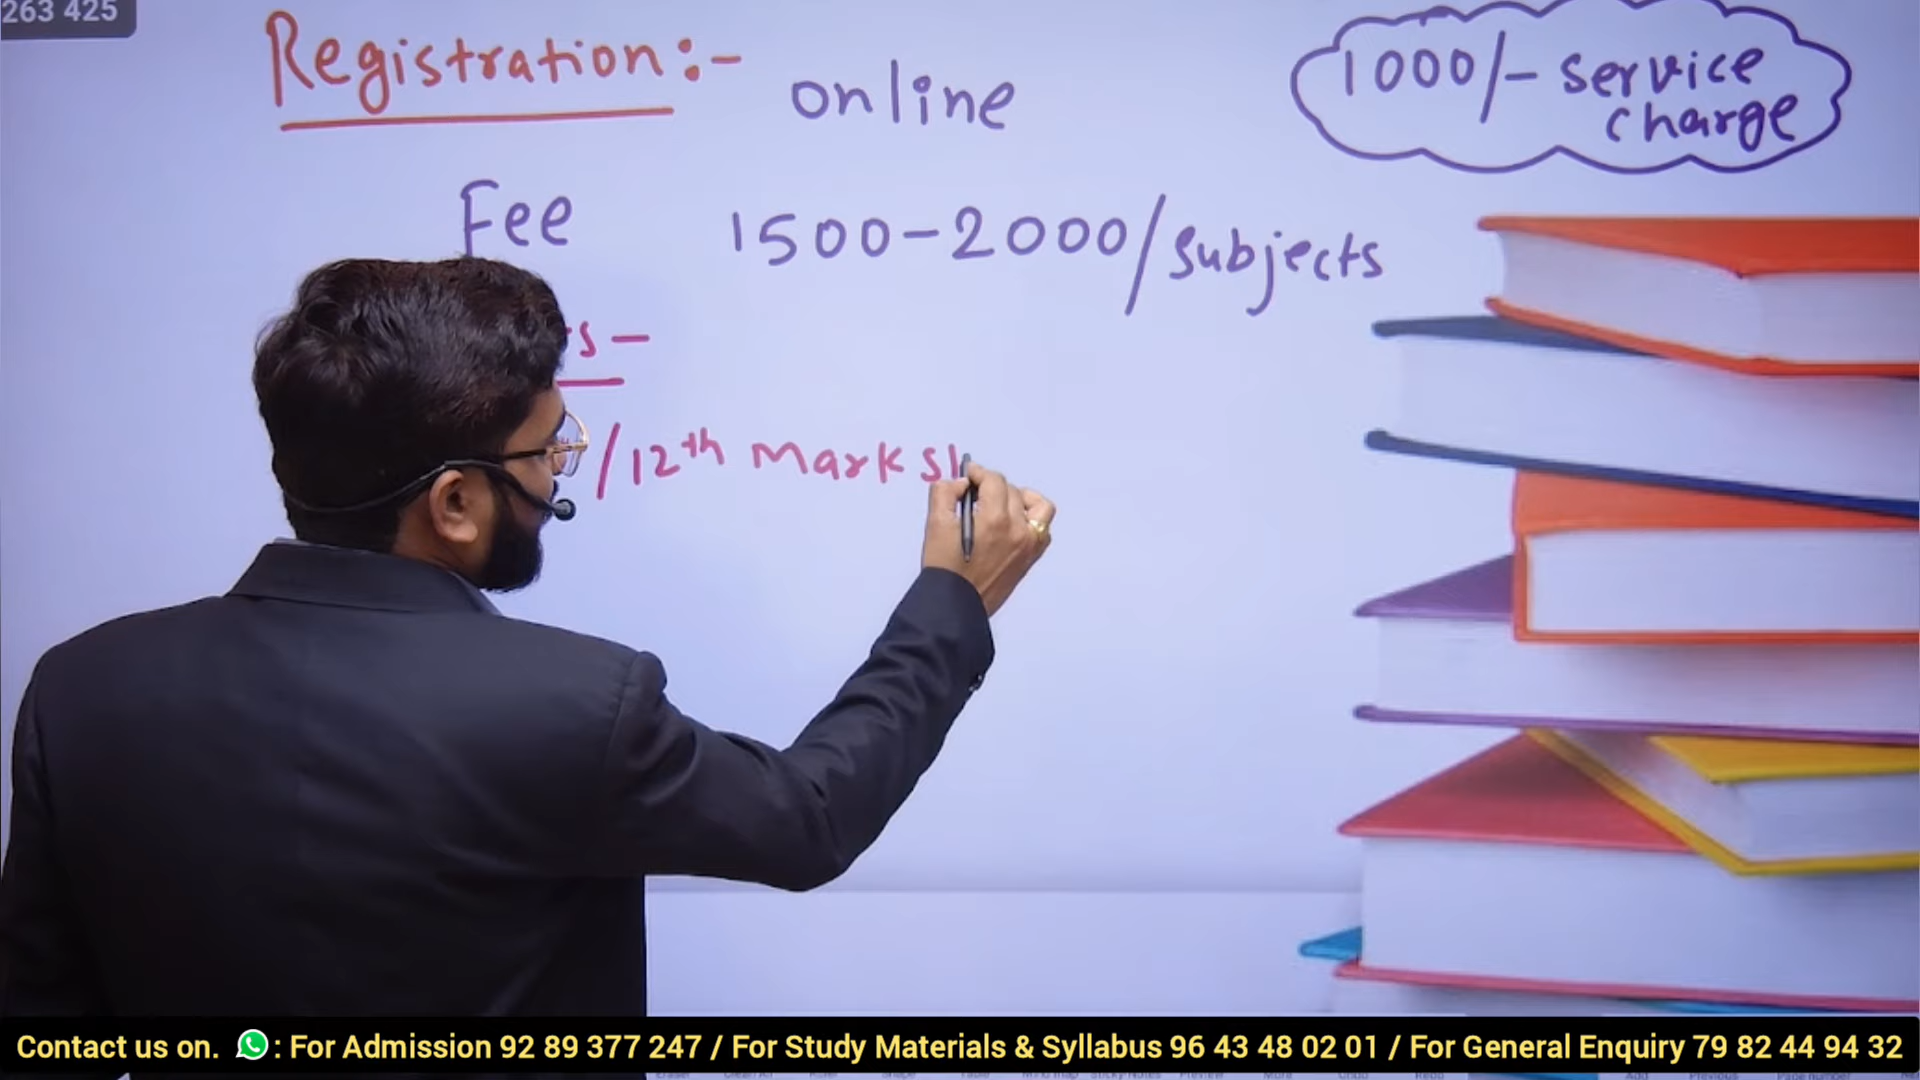 263 425
Registration:-
online
1000/- service
charge
Fee
1500-2000/subjects
/12th Mark
Contact us on. : For Admission 92 89 377 247 / For Study Materials & Syllabus 96 43 48 02 01 / For General Enquiry 79 82 44 94 32